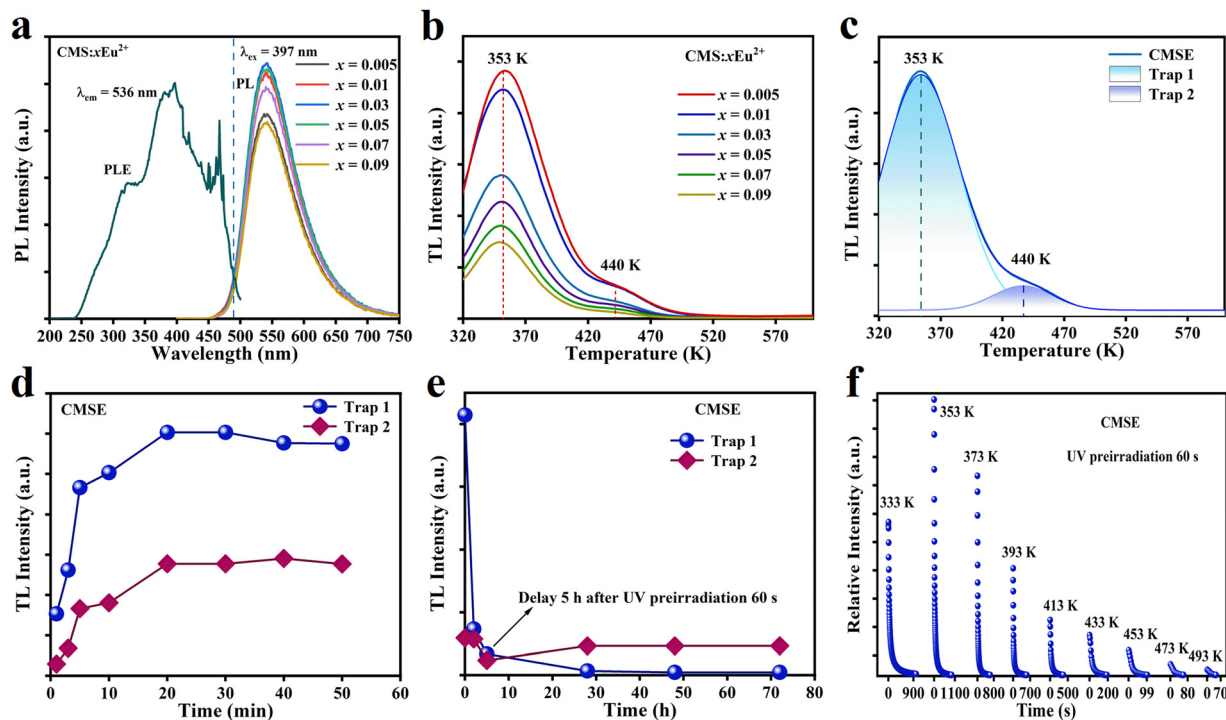 a
CMS:xEu²⁺
λex = 397 nm
λem = 536 nm
PL
PLE
x = 0.005
x = 0.01
x = 0.03
x = 0.05
x = 0.07
x = 0.09
PL Intensity (a.u.)
200 250 300 350 400 450 500 550 600 650 700 750
Wavelength (nm)
b
CMS:xEu²⁺
353 K
x = 0.005
x = 0.01
x = 0.03
x = 0.05
x = 0.07
x = 0.09
440 K
TL Intensity (a.u.)
320 370 420 470 520 570
Temperature (K)
c
353 K
CMSE
Trap 1
Trap 2
440 K
TL Intensity (a.u.)
320 370 420 470 520 570
Temperature (K)
d
CMSE
Trap 1
Trap 2
TL Intensity (a.u.)
0 10 20 30 40 50 60
Time (min)
e
CMSE
Trap 1
Trap 2
Delay 5 h after UV preirradiation 60 s
TL Intensity (a.u.)
0 10 20 30 40 50 60 70 80
Time (h)
f
353 K
CMSE
UV preirradiation 60 s
373 K
333 K
393 K
413 K
433 K
453 K
473 K
493 K
Relative Intensity (a.u.)
0 900 0 1100 0 800 0 700 0 500 0 200 0 99 0 80 0 70
Time (s)